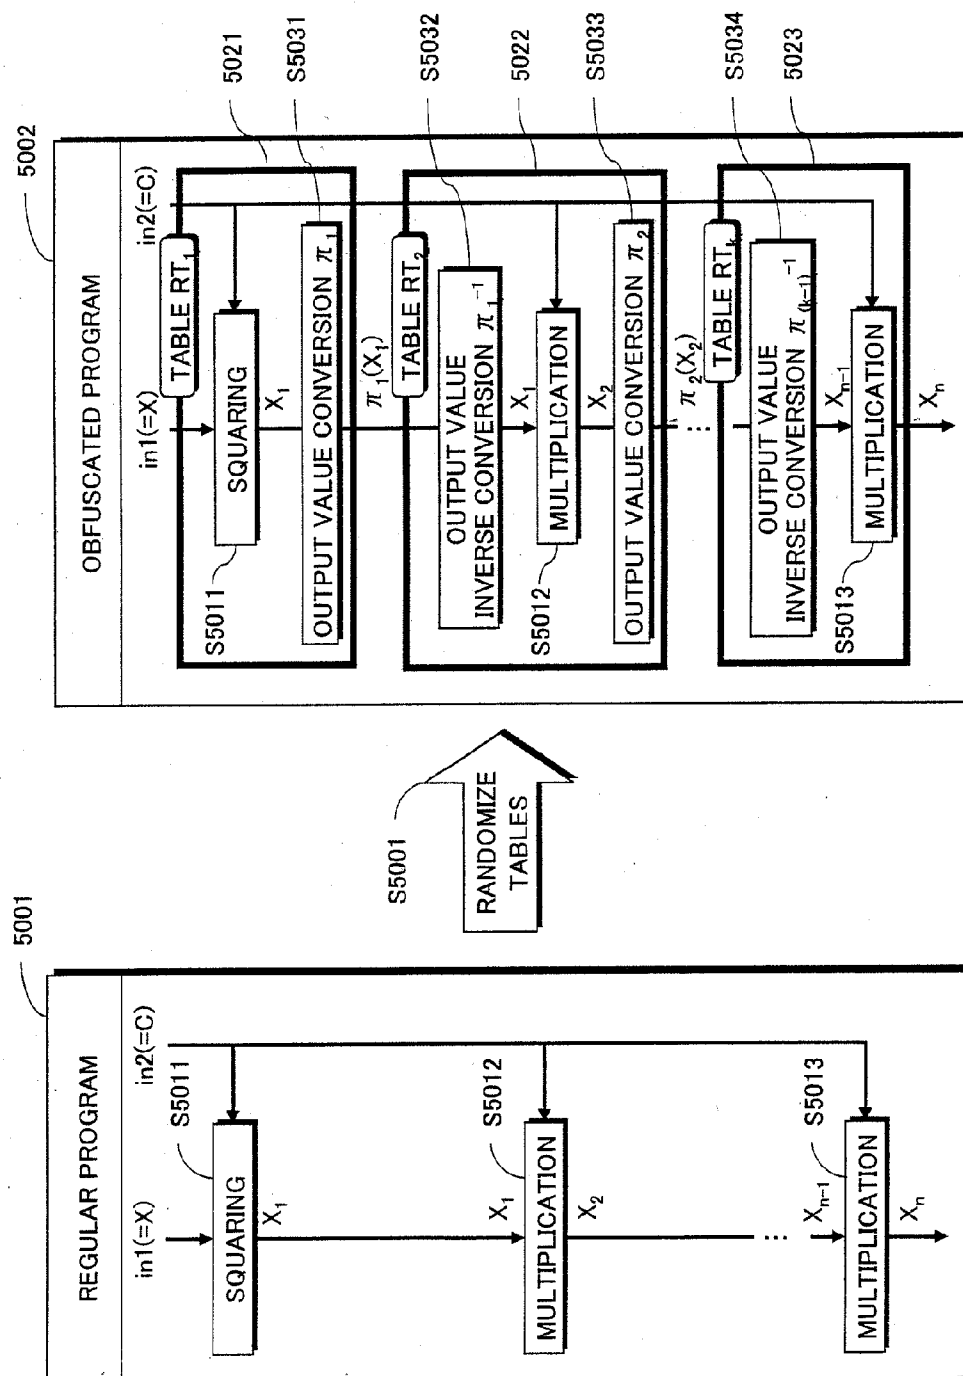 5001
REGULAR PROGRAM
in1(=X)
in2(=C)
S5011
SQUARING
X1
X1
S5012
MULTIPLICATION
X2
...
Xn-1
S5013
MULTIPLICATION
Xn
S5001
RANDOMIZE
TABLES
5002
OBFUSCATED PROGRAM
in1(=X)
in2(=C)
TABLE RT1
5021
S5011
SQUARING
X1
S5031
OUTPUT VALUE CONVERSION π1
π1(X1)
TABLE RT2
S5032
OUTPUT VALUE
INVERSE CONVERSION π1-1
X1
5022
S5012
MULTIPLICATION
X2
S5033
OUTPUT VALUE CONVERSION π2
...
π2(X2)
TABLE RTk
S5034
OUTPUT VALUE
INVERSE CONVERSION π(k-1)-1
Xn-1
5023
S5013
MULTIPLICATION
Xn